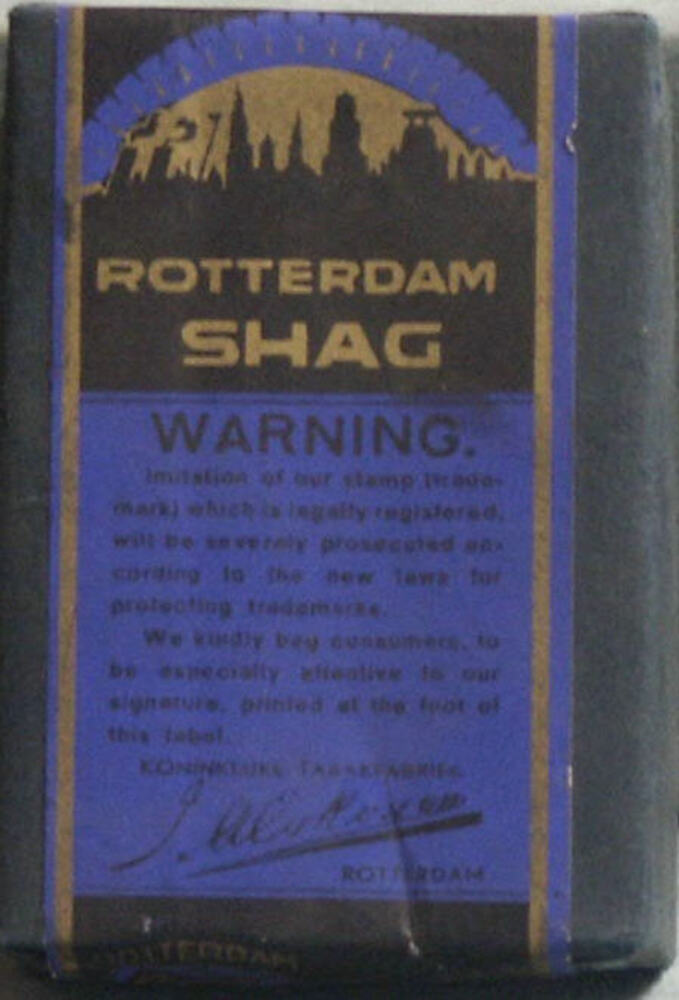 ROTTERDAM
SHAG
WARNING.
Imitation of our stamp (trade-
mark) which is legally registered,
will be severely prosecuted ac-
cording to the new laws for
protecting trademarks.
We kindly beg consumers, to
be especially attentive to our
signature, printed at the foot of
this label.
KONINKLIJKE TABAKFABRIEK
J.
ROTTERDAM
ROTTERDAM